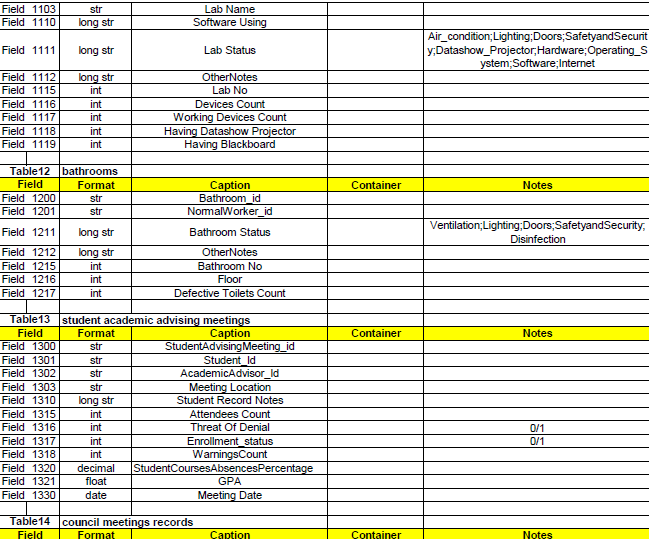 Field 1103 str Lab Name
Field 1110 long str Software Using
Field 1111 long str Lab Status Air_condition;Lighting;Doors;SafetyandSecurit
y;Datashow_Projector;Hardware;Operating_S
ystem;Software;Internet
Field 1112 long str OtherNotes
Field 1115 int Lab No
Field 1116 int Devices Count
Field 1117 int Working Devices Count
Field 1118 int Having Datashow Projector
Field 1119 int Having Blackboard
Table12 bathrooms
Field Format Caption Container Notes
Field 1200 str Bathroom_id
Field 1201 str NormalWorker_id
Field 1211 long str Bathroom Status Ventilation;Lighting;Doors;SafetyandSecurity;
Disinfection
Field 1212 long str OtherNotes
Field 1215 int Bathroom No
Field 1216 int Floor
Field 1217 int Defective Toilets Count
Table13 student academic advising meetings
Field Format Caption Container Notes
Field 1300 str StudentAdvisingMeeting_id
Field 1301 str Student_Id
Field 1302 str AcademicAdvisor_Id
Field 1303 str Meeting Location
Field 1310 long str Student Record Notes
Field 1315 int Attendees Count
Field 1316 int Threat Of Denial 0/1
Field 1317 int Enrollment_status 0/1
Field 1318 int WarningsCount
Field 1320 decimal StudentCoursesAbsencesPercentage
Field 1321 float GPA
Field 1330 date Meeting Date
Table14 council meetings records
Field Format Caption Container Notes